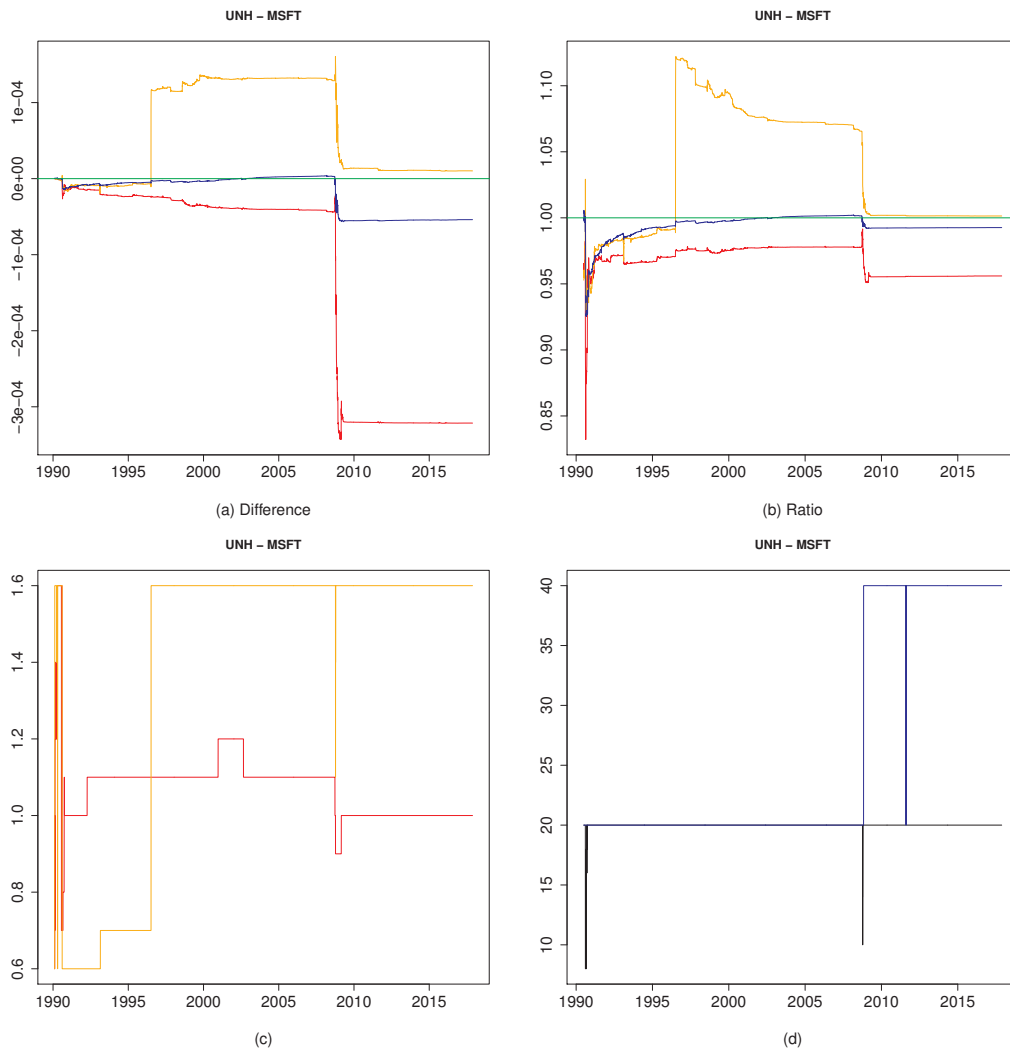 UNH − MSFT
1e−04
0e+00
−1e−04
−2e−04
−3e−04
1990 1995 2000 2005 2010 2015
(a) Difference
UNH − MSFT
1.10
1.05
1.00
0.95
0.90
0.85
1990 1995 2000 2005 2010 2015
(b) Ratio
UNH − MSFT
1.6
1.4
1.2
1.0
0.8
0.6
1990 1995 2000 2005 2010 2015
(c)
UNH − MSFT
40
35
30
25
20
15
10
1990 1995 2000 2005 2010 2015
(d)